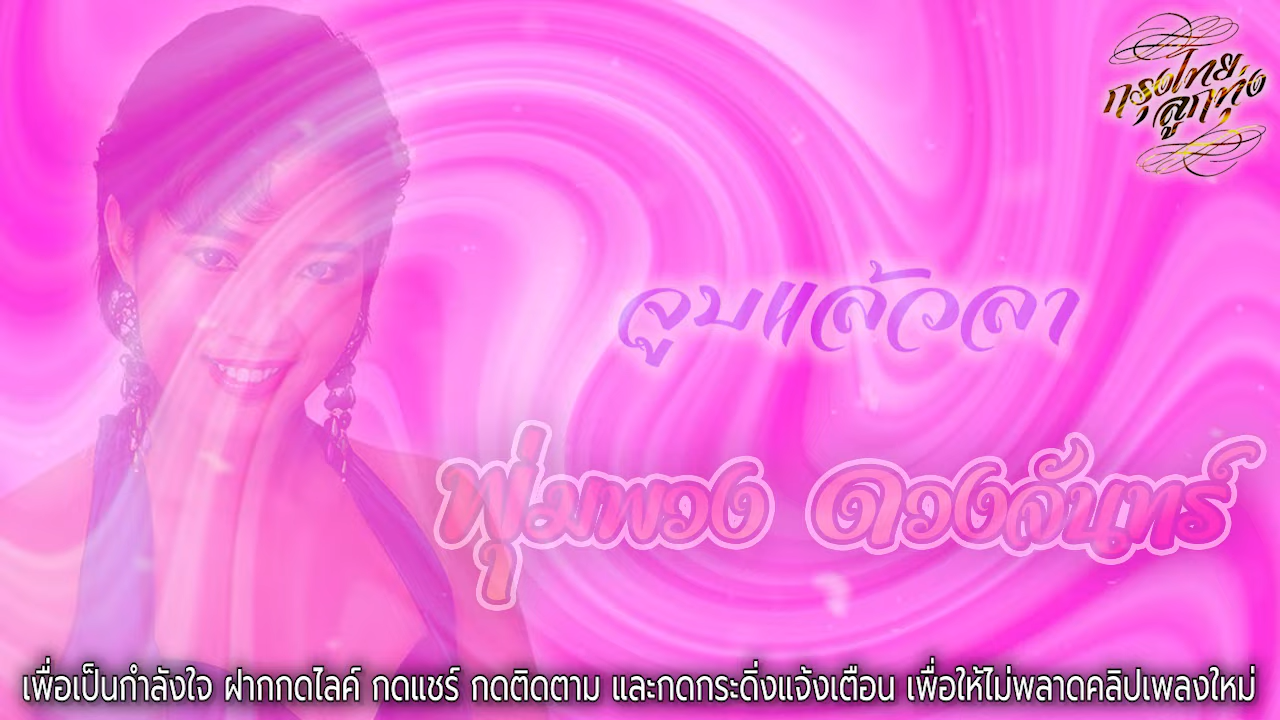 กรุงไทย
ลูกทุ่ง
จูบแล้วลา
พุ่มพวง ดวงจันทร์
เพื่อเป็นกำลังใจ ฝากกดไลค์ กดแชร์ กดติดตาม และกดกระดิ่งแจ้งเตือน เพื่อให้ไม่พลาดคลิปเพลงใหม่